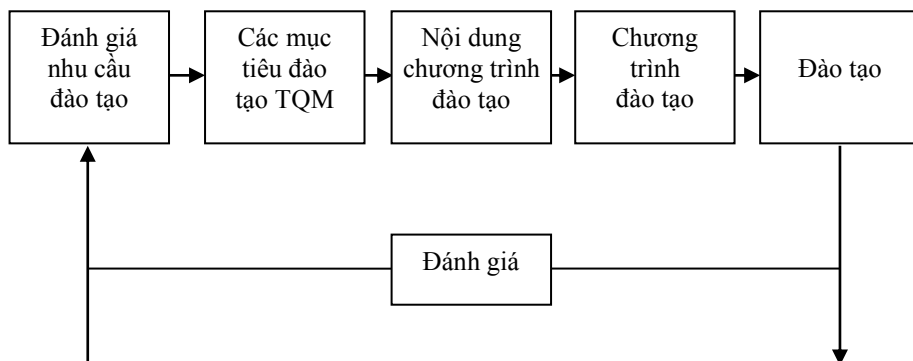 Đánh giá
nhu cầu
đào tạo
Các mục
tiêu đào
tạo TQM
Nội dung
chương trình
đào tạo
Chương
trình
đào tạo
Đào tạo
Đánh giá